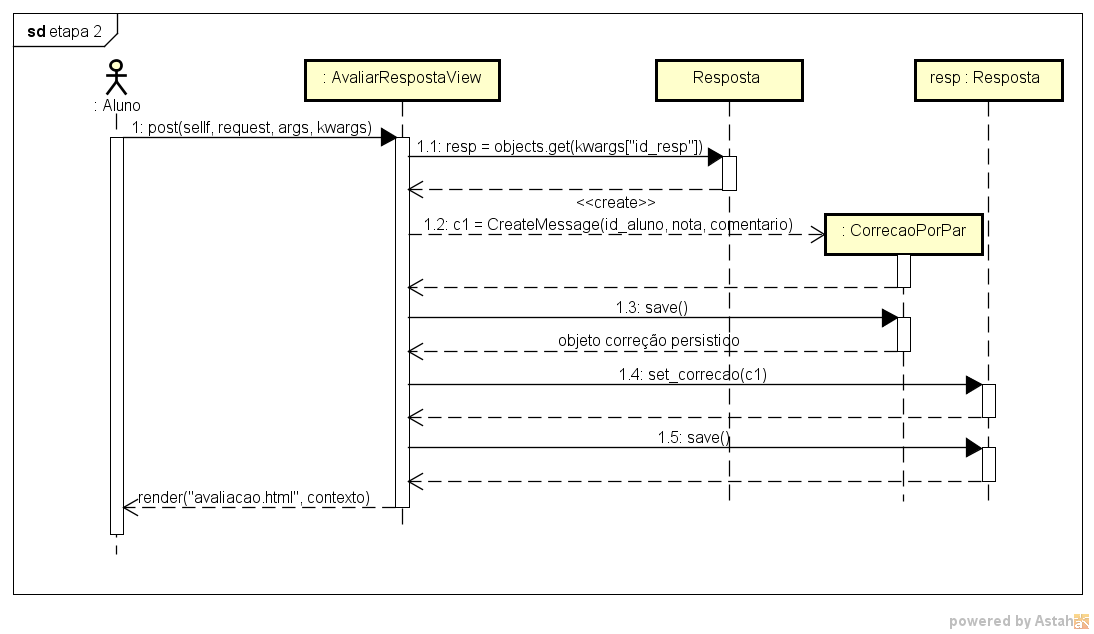 sd etapa 2
: Aluno
: AvaliarRespostaView
Resposta
resp : Resposta
1: post(sellf, request, args, kwargs)
1.1: resp = objects.get(kwargs["id_resp"])
<<create>>
1.2: c1 = CreateMessage(id_aluno, nota, comentario)
: CorrecaoPorPar
1.3: save()
objeto correção persistido
1.4: set_correcao(c1)
1.5: save()
render("avaliacao.html", contexto)
powered by Astah